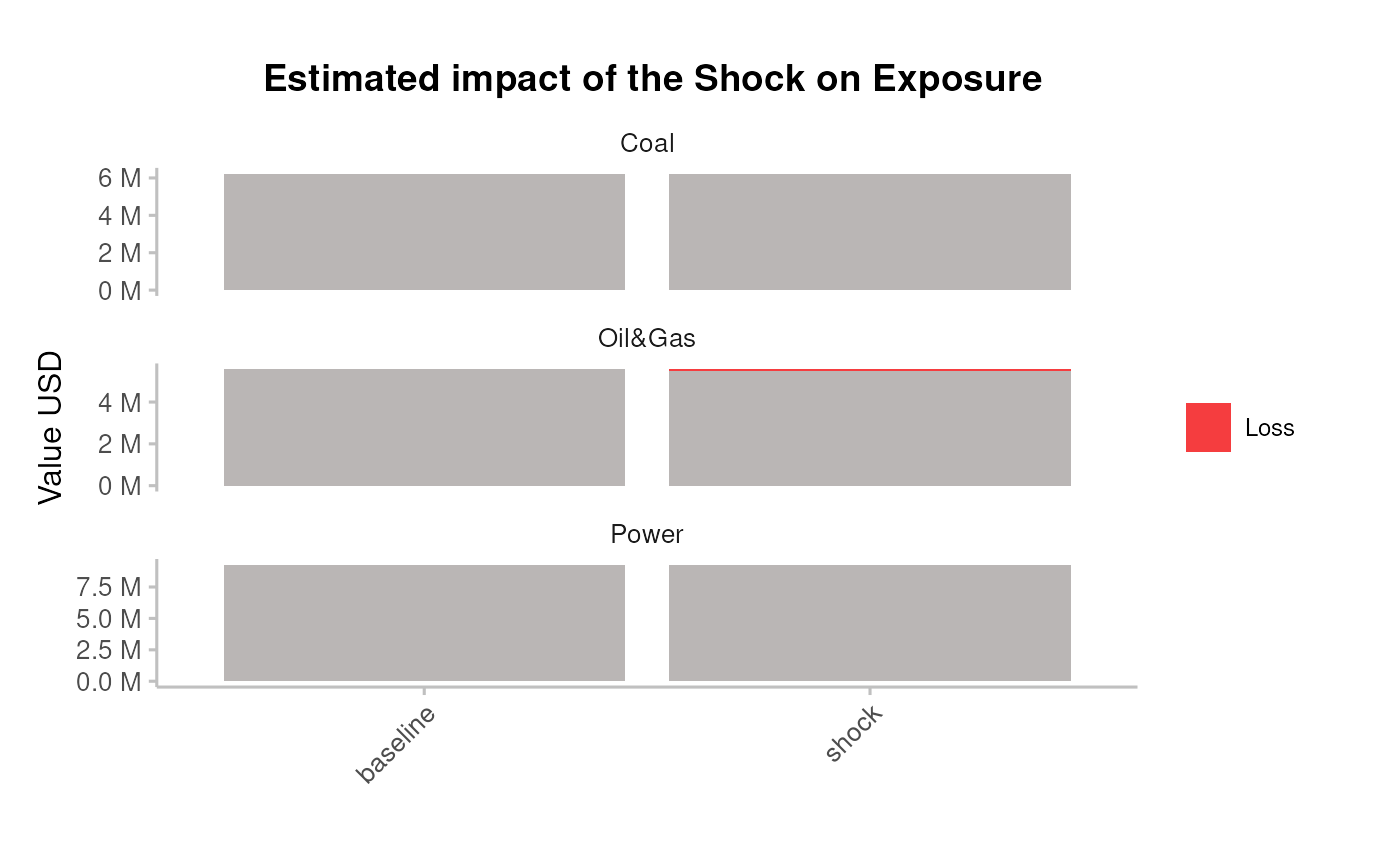 Estimated impact of the Shock on Exposure
Coal
6 M
4 M
2 M
0 M
Oil&Gas
4 M
2 M
0 M
Value USD
Loss
Power
7.5 M
5.0 M
2.5 M
0.0 M
baseline
shock